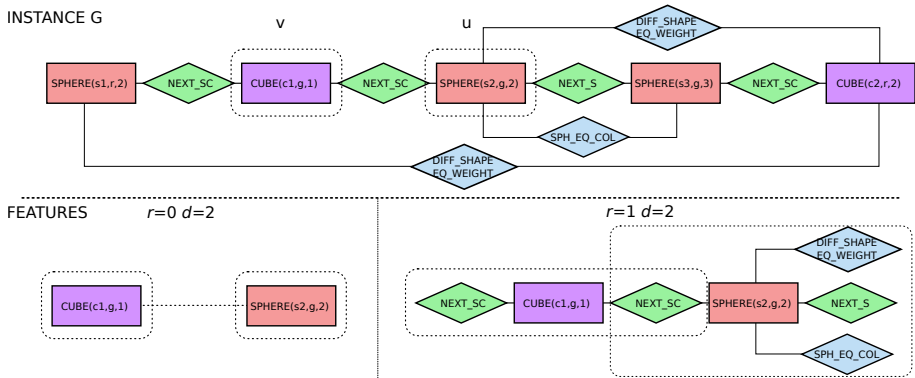 INSTANCE G
v
u
DIFF_SHAPE
EQ_WEIGHT
SPHERE(s1,r,2)
NEXT_SC
CUBE(c1,g,1)
NEXT_SC
SPHERE(s2,g,2)
NEXT_S
SPHERE(s3,g,3)
NEXT_SC
CUBE(c2,r,2)
SPH_EQ_COL
DIFF_SHAPE
EQ_WEIGHT
FEATURES
r=0 d=2
r=1 d=2
CUBE(c1,g,1)
SPHERE(s2,g,2)
DIFF_SHAPE
EQ_WEIGHT
NEXT_SC
CUBE(c1,g,1)
NEXT_SC
SPHERE(s2,g,2)
NEXT_S
SPH_EQ_COL